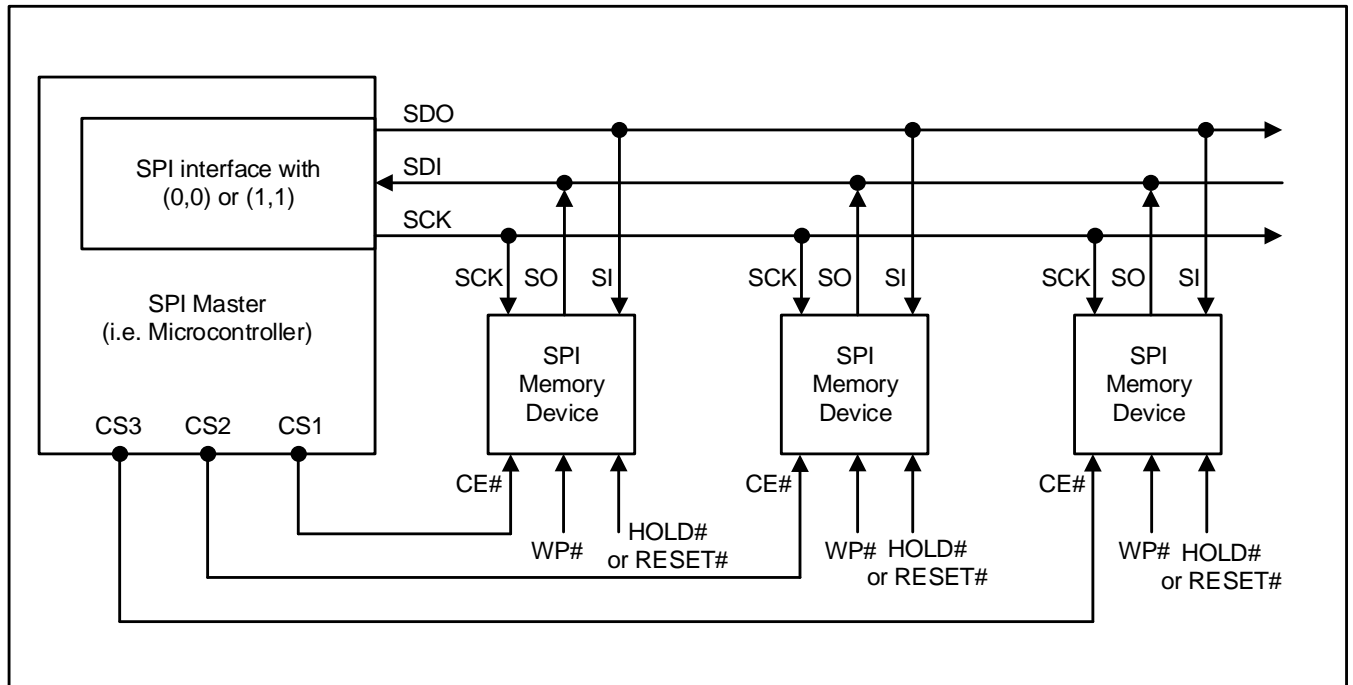 SDO
SPI interface with
(0,0) or (1,1)
SDI
SCK
SPI Master
(i.e. Microcontroller)
CS3 CS2 CS1
SCK SO SI
SPI
Memory
Device
CE#
WP#
HOLD#
or RESET#
SCK SO SI
SPI
Memory
Device
CE#
WP#
HOLD#
or RESET#
SCK SO SI
SPI
Memory
Device
CE#
WP#
HOLD#
or RESET#